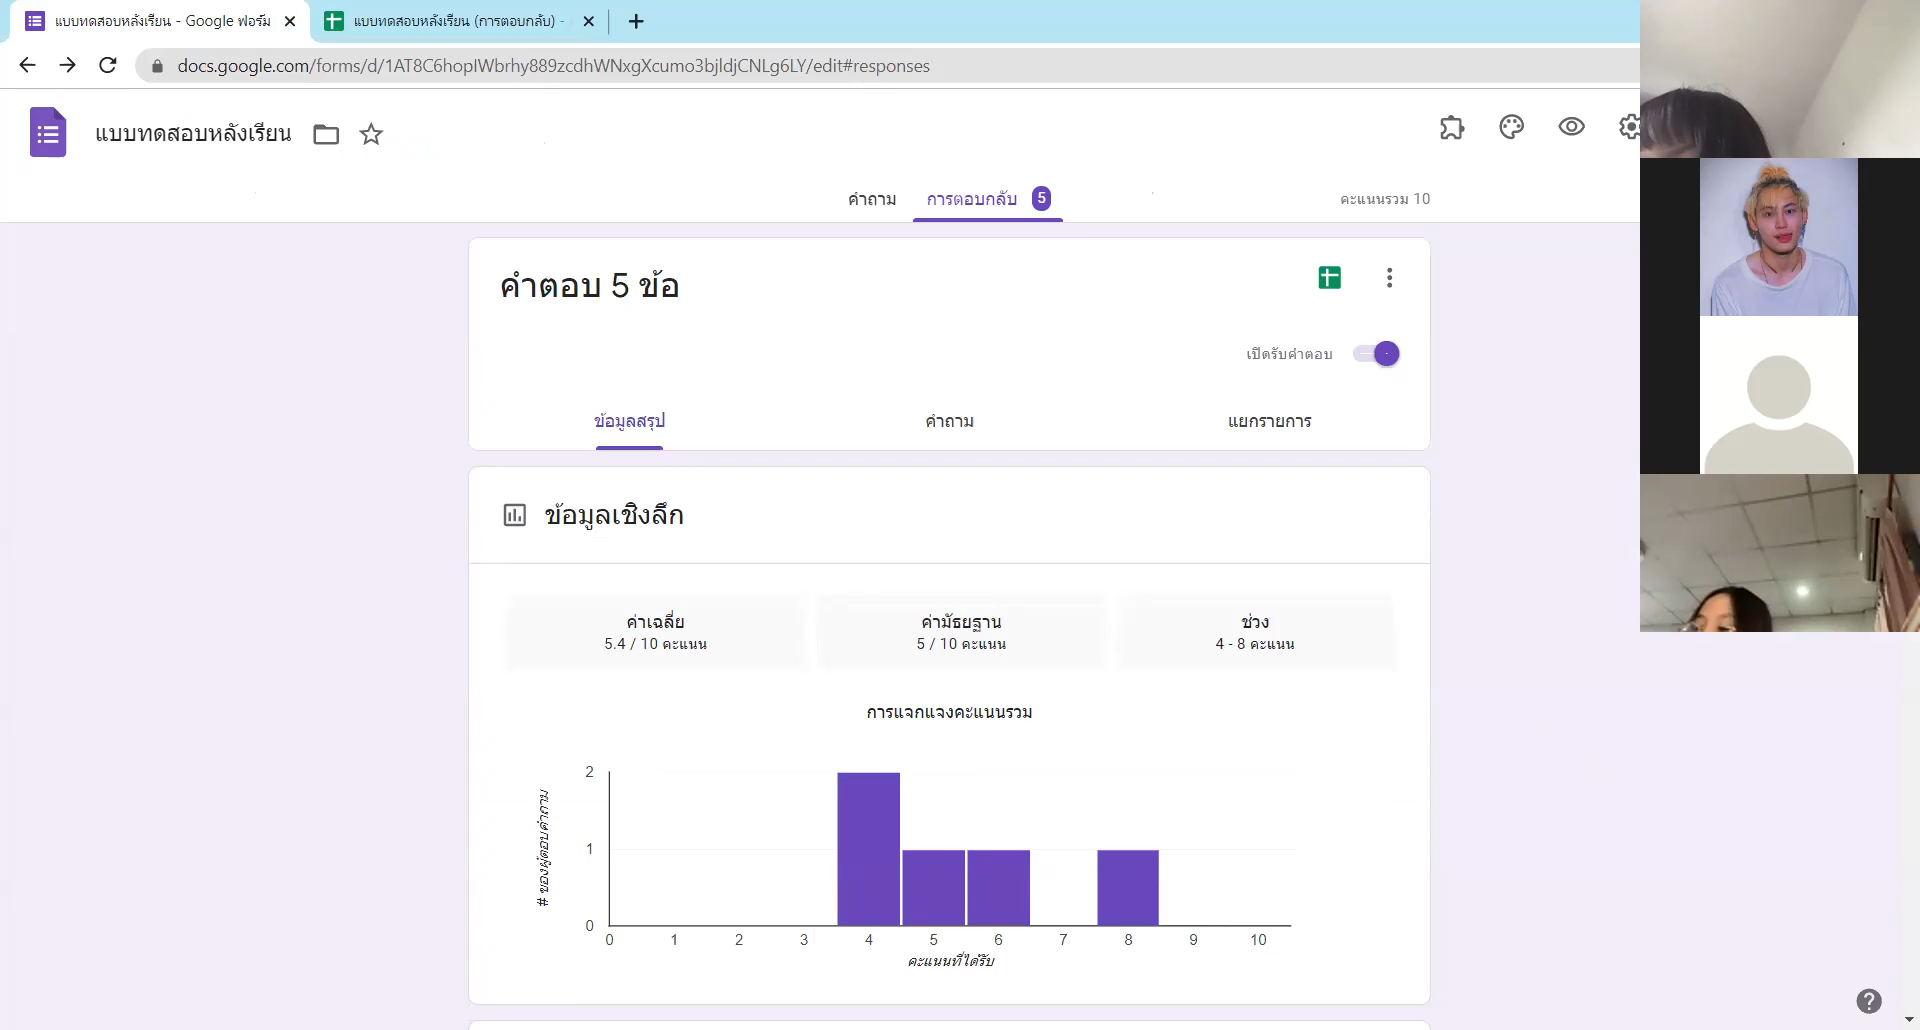 แบบทดสอบหลังเรียน - Google ฟอร์ม
แบบทดสอบหลังเรียน (การตอบกลับ) -
docs.google.com/forms/d/1AT8C6hopIWbrhy889zcdhWNxgXcumo3bjldjCNLg6LY/edit#responses
แบบทดสอบหลังเรียน
คำถาม
การตอบกลับ 5
คะแนนรวม 10
คำตอบ 5 ข้อ
เปิดรับคำตอบ
ข้อมูลสรุป
คำถาม
แยกรายการ
ข้อมูลเชิงลึก
ค่าเฉลี่ย
5.4 / 10 คะแนน
ค่ามัธยฐาน
5 / 10 คะแนน
ช่วง
4 - 8 คะแนน
การแจกแจงคะแนนรวม
# ของผู้ตอบคำถาม
2
1
0
0 1 2 3 4 5 6 7 8 9 10
คะแนนที่ได้รับ